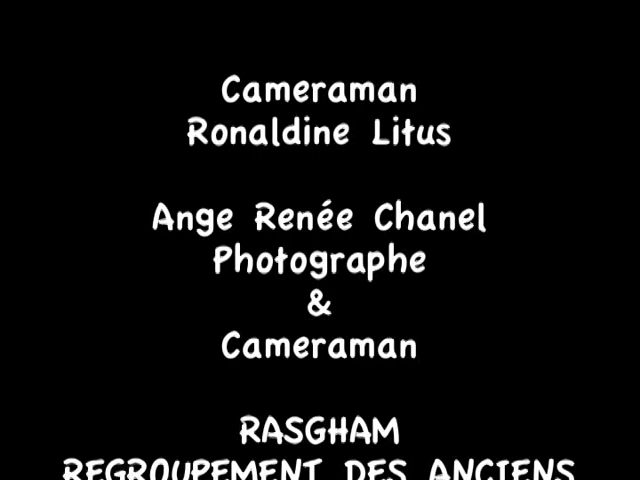 Cameraman
Ronaldine Litus
Ange Renée Chanel
Photographe
&
Cameraman
RASGHAM
REGROUPEMENT DES ANCIENS